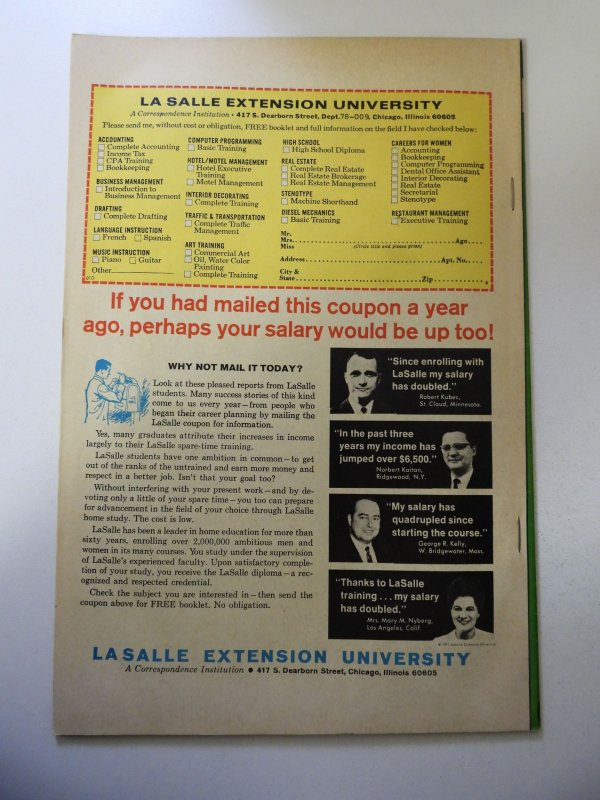 LA SALLE EXTENSION UNIVERSITY
A Correspondence Institution • 417 S. Dearborn Street, Dept. 78-009, Chicago, Illinois 60605
Please send me, without cost or obligation, FREE booklet and full information on the field I have checked below:
ACCOUNTING
Complete Accounting
Income Tax
CPA Training
Bookkeeping
BUSINESS MANAGEMENT
Introduction to
Business Management
DRAFTING
Complete Drafting
LANGUAGE INSTRUCTION
French Spanish
MUSIC INSTRUCTION
Piano Guitar
Other
COMPUTER PROGRAMMING
Basic Training
HOTEL/MOTEL MANAGEMENT
Hotel Executive
Training
Motel Management
INTERIOR DECORATING
Complete Training
TRAFFIC & TRANSPORTATION
Complete Traffic
Management
ART TRAINING
Commercial Art
Oil, Water Color
Painting
Complete Training
HIGH SCHOOL
High School Diploma
REAL ESTATE
Complete Real Estate
Real Estate Brokerage
Real Estate Management
STENOTYPE
Machine Shorthand
DIESEL MECHANICS
Basic Training
CAREERS FOR WOMEN
Accounting
Bookkeeping
Computer Programming
Dental Office Assistant
Interior Decorating
Real Estate
Secretarial
Stenotype
RESTAURANT MANAGEMENT
Executive Training
Mr.
Mrs. Age
Miss (Circle title and please print)
Address Apt. No.
City &
State Zip
If you had mailed this coupon a year
ago, perhaps your salary would be up too!
WHY NOT MAIL IT TODAY?
Look at these pleased reports from LaSalle
students. Many success stories of this kind
come to us every year—from people who
began their career planning by mailing the
LaSalle coupon for information.
Yes, many graduates attribute their increases in income
largely to their LaSalle spare-time training.
LaSalle students have one ambition in common—to get
out of the ranks of the untrained and earn more money and
respect in a better job. Isn't that your goal too?
Without interfering with your present work—and by de-
voting only a little of your spare time—you too can prepare
for advancement in the field of your choice through LaSalle
home study. The cost is low.
LaSalle has been a leader in home education for more than
sixty years, enrolling over 2,000,000 ambitious men and
women in its many courses. You study under the supervision
of LaSalle's experienced faculty. Upon satisfactory comple-
tion of your study, you receive the LaSalle diploma—a rec-
ognized and respected credential.
Check the subject you are interested in—then send the
coupon above for FREE booklet. No obligation.
"Since enrolling with
LaSalle my salary
has doubled."
Robert Kubec,
St. Cloud, Minnesota.
"In the past three
years my income has
jumped over $6,500."
Norbert Kaitan,
Ridgewood, N.Y.
"My salary has
quadrupled since
starting the course."
George R. Kelly,
W. Bridgewater, Mass.
"Thanks to LaSalle
training . . . my salary
has doubled."
Mrs. Mary M. Nyberg,
Los Angeles, Calif.
LASALLE EXTENSION UNIVERSITY
A Correspondence Institution • 417 S. Dearborn Street, Chicago, Illinois 60605